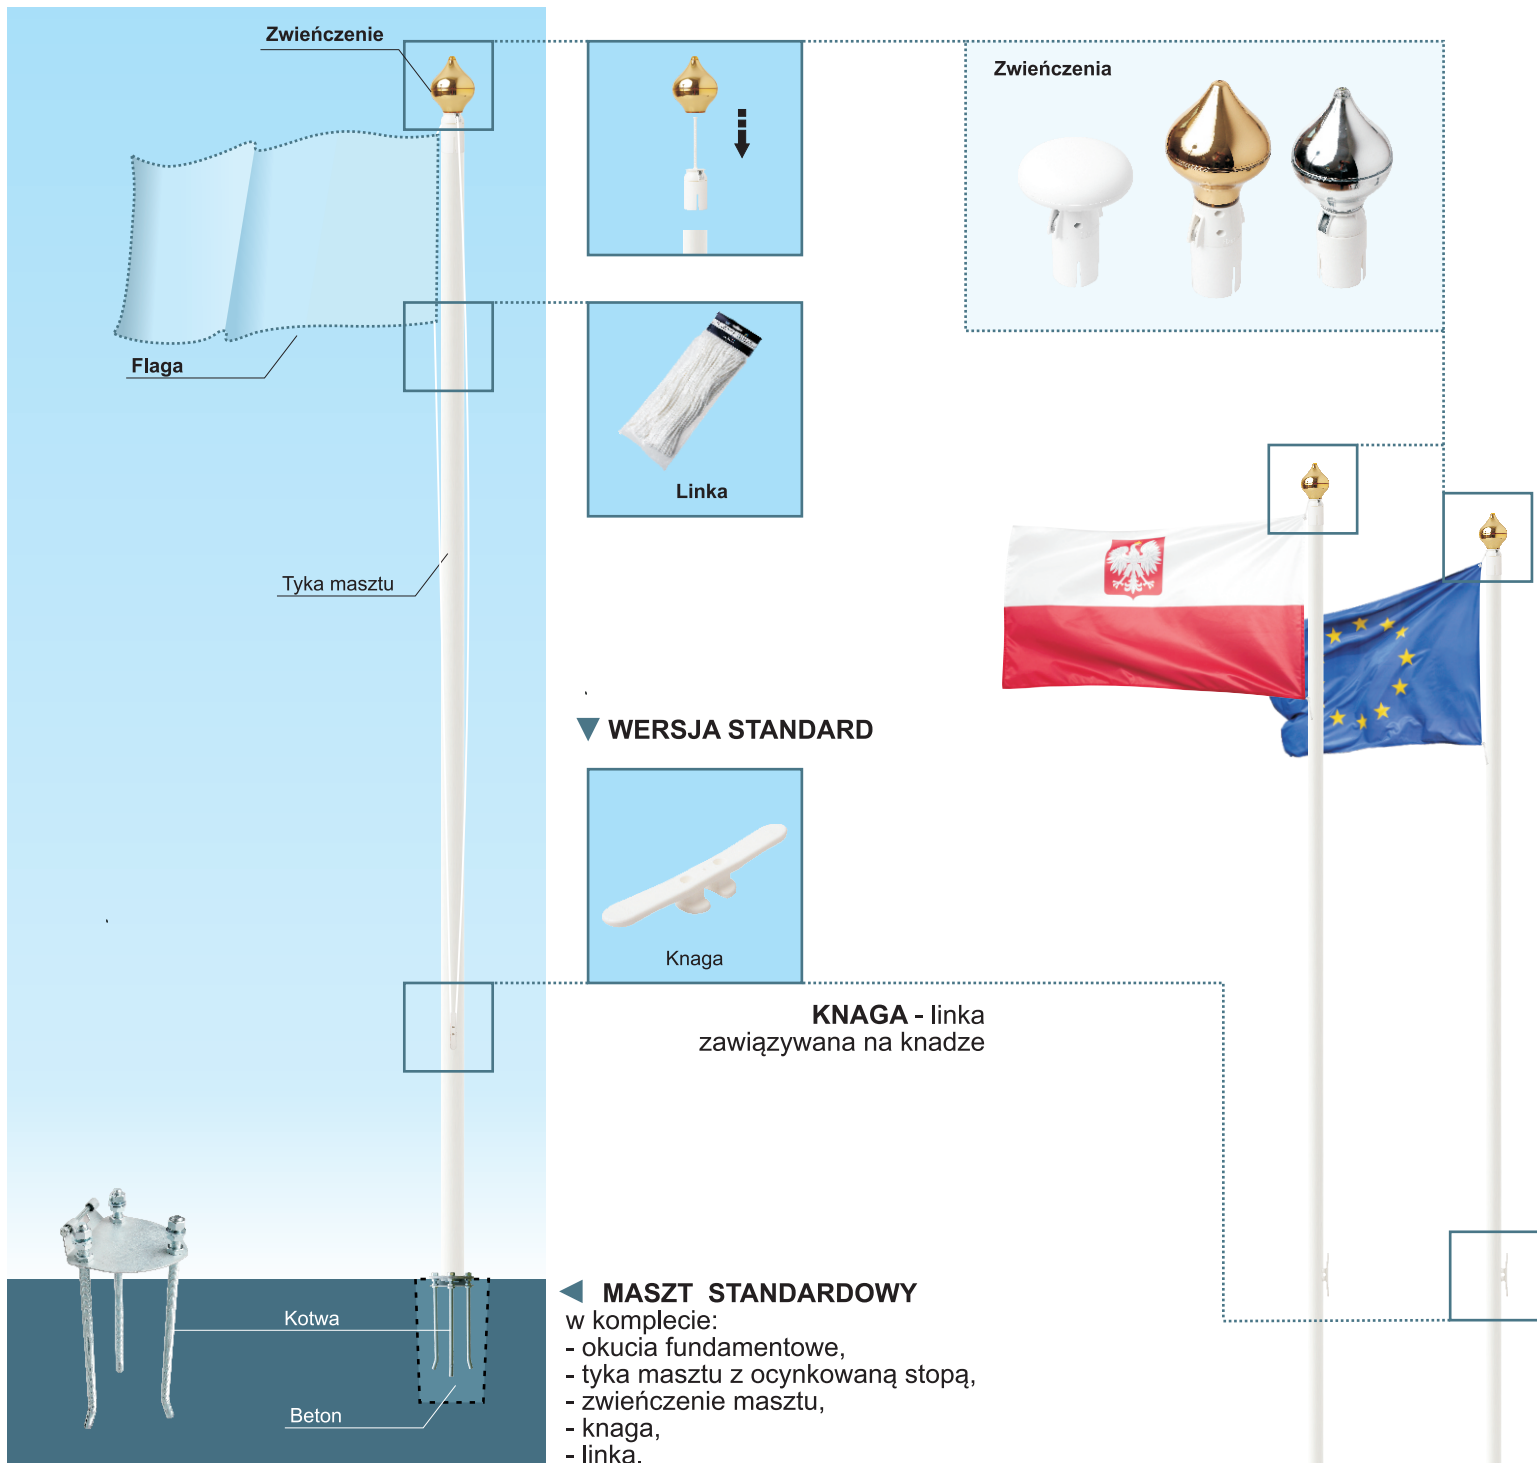 Zwieńczenie
Zwieńczenia
Flaga
Linka
Tyka masztu
WERSJA STANDARD
Knaga
KNAGA - linka
zawiązywana na knadze
Kotwa
Beton
MASZT STANDARDOWY
w komplecie:
- okucia fundamentowe,
- tyka masztu z ocynkowaną stopą,
- zwieńczenie masztu,
- knaga,
- linka.